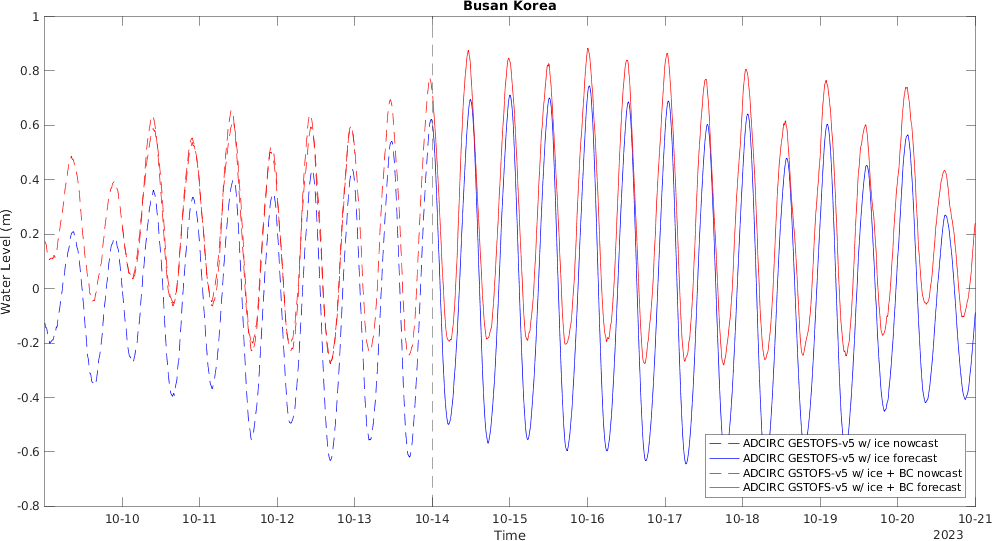 Busan Korea
Water Level (m)
1
0.8
0.6
0.4
0.2
0
-0.2
-0.4
-0.6
-0.8
ADCIRC GESTOFS-v5 w/ ice nowcast
ADCIRC GESTOFS-v5 w/ ice forecast
ADCIRC GSTOFS-v5 w/ ice + BC nowcast
ADCIRC GSTOFS-v5 w/ ice + BC forecast
10-10 10-11 10-12 10-13 10-14 10-15 10-16 10-17 10-18 10-19 10-20 10-21
Time
2023